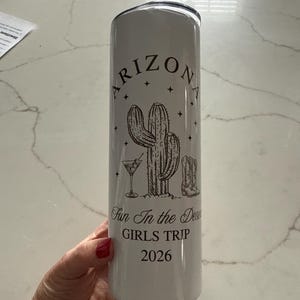 ARIZONA
Fun In the Desert
GIRLS TRIP
2026